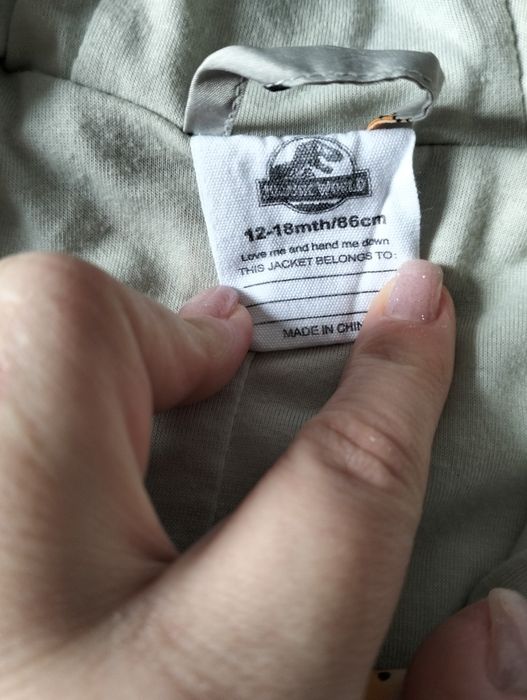 JURASSIC WORLD
12-18mth/86cm
Love me and hand me down
THIS JACKET BELONGS TO:
MADE IN CHIN